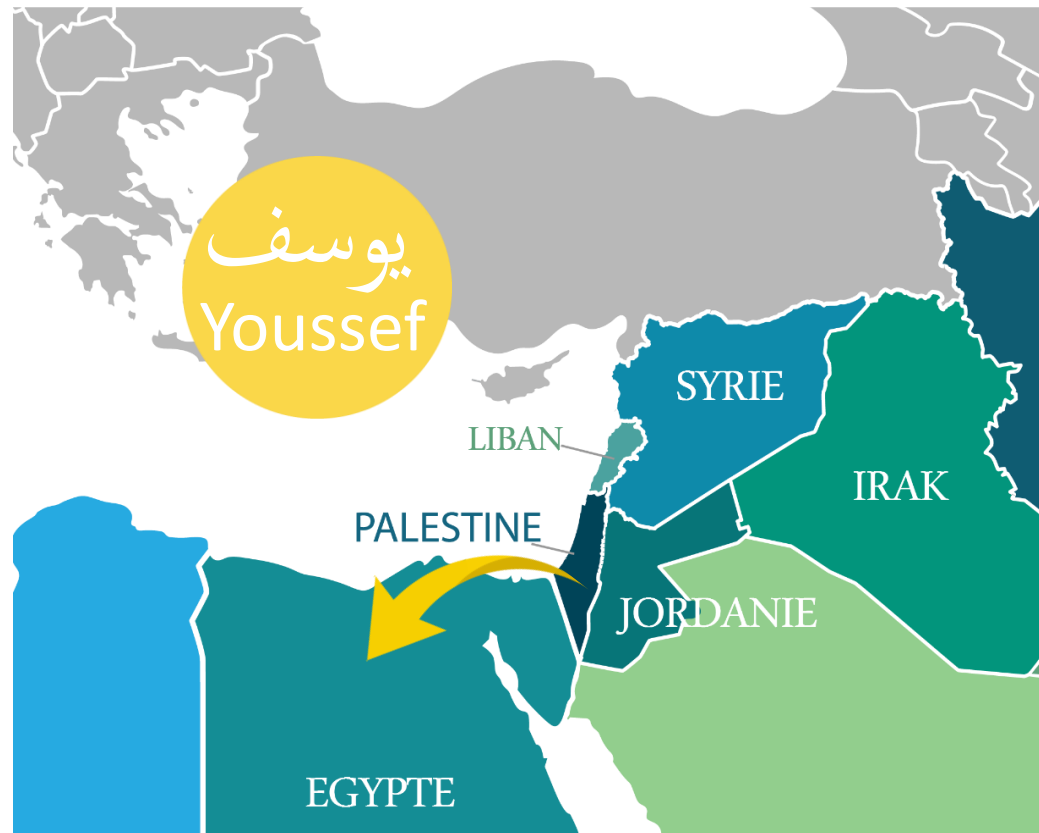 يوسف
Youssef
SYRIE
LIBAN
IRAK
PALESTINE
JORDANIE
EGYPTE